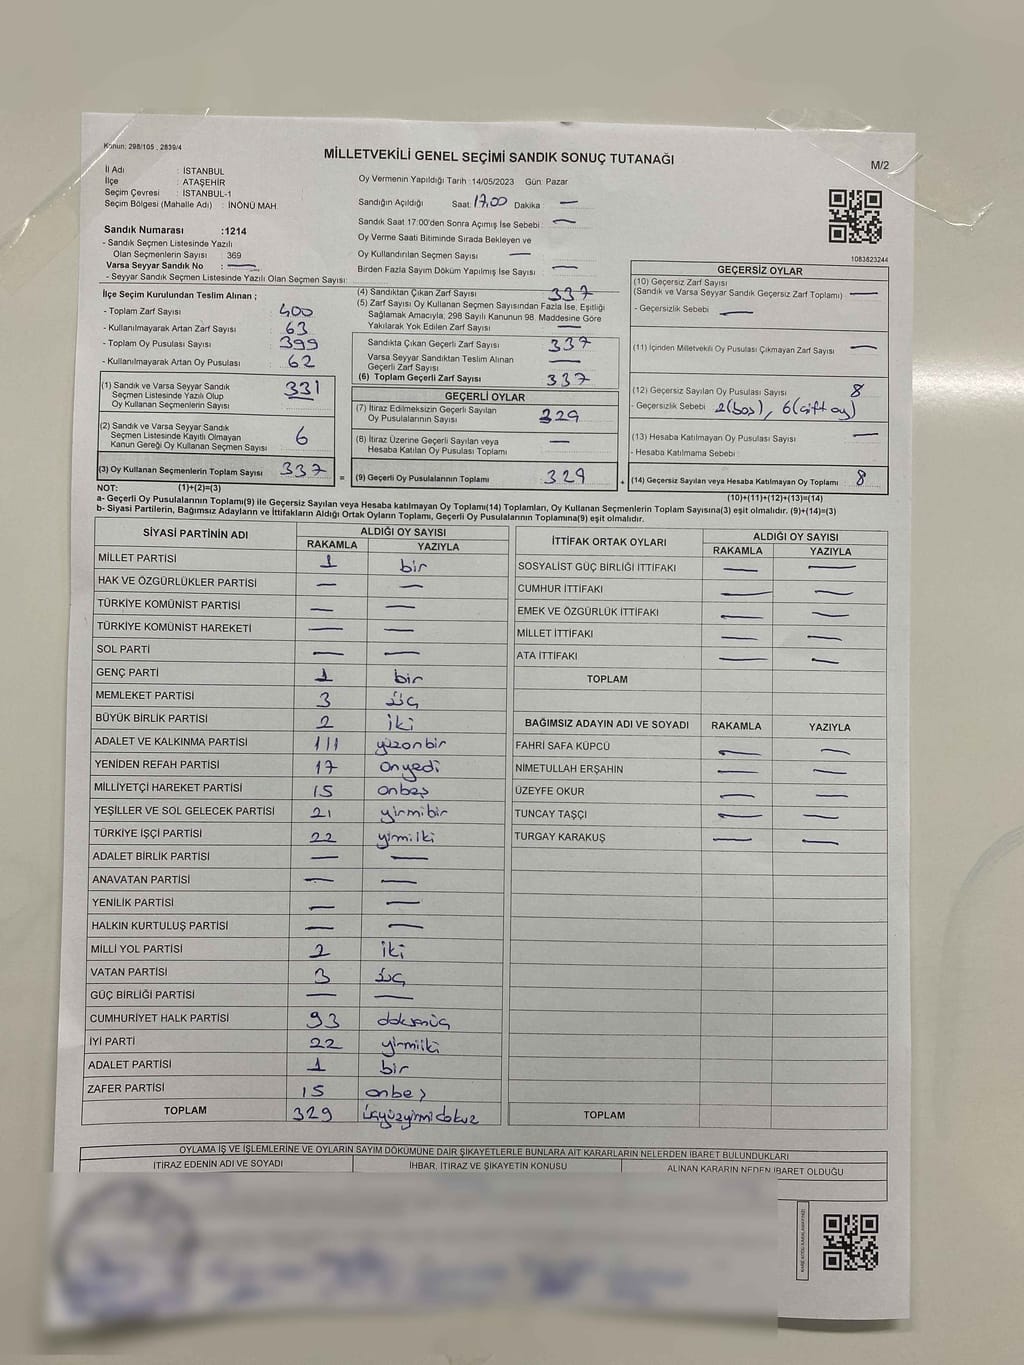 Kanun: 298/105 , 2839/4
MİLLETVEKİLİ GENEL SEÇİMİ SANDIK SONUÇ TUTANAĞI
M/2
İl Adı : İSTANBUL
İlçe : ATAŞEHİR
Seçim Çevresi : İSTANBUL-1
Seçim Bölgesi (Mahalle Adı) : İNÖNÜ MAH.
Sandık Numarası :1214
- Sandık Seçmen Listesinde Yazılı
Olan Seçmenlerin Sayısı : 369
Varsa Seyyar Sandık No : —
- Seyyar Sandık Seçmen Listesinde Yazılı Olan Seçmen Sayısı:
Oy Vermenin Yapıldığı Tarih :14/05/2023 Gün: Pazar
Sandığın Açıldığı Saat: 17,00 Dakika : —
Sandık Saat 17:00'den Sonra Açılmış İse Sebebi : —
Oy Verme Saati Bitiminde Sırada Bekleyen ve
Oy Kullandırılan Seçmen Sayısı —
Birden Fazla Sayım Döküm Yapılmış İse Sayısı : —
1083823244
İlçe Seçim Kurulundan Teslim Alınan ;
- Toplam Zarf Sayısı : 400
- Kullanılmayarak Artan Zarf Sayısı : 63
- Toplam Oy Pusulası Sayısı : 399
- Kullanılmayarak Artan Oy Pusulası : 62
(1) Sandık ve Varsa Seyyar Sandık
Seçmen Listesinde Yazılı Olup
Oy Kullanan Seçmenlerin Sayısı 331
(2) Sandık ve Varsa Seyyar Sandık
Seçmen Listesinde Kayıtlı Olmayan
Kanun Gereği Oy Kullanan Seçmen Sayısı 6
(3) Oy Kullanan Seçmenlerin Toplam Sayısı 337 =
(4) Sandıktan Çıkan Zarf Sayısı 337
(5) Zarf Sayısı Oy Kullanan Seçmen Sayısından Fazla İse, Eşitliği
Sağlamak Amacıyla, 298 Sayılı Kanunun 98. Maddesine Göre
Yakılarak Yok Edilen Zarf Sayısı —
Sandıkta Çıkan Geçerli Zarf Sayısı 337
Varsa Seyyar Sandıktan Teslim Alınan
Geçerli Zarf Sayısı —
(6) Toplam Geçerli Zarf Sayısı 337
GEÇERLİ OYLAR
(7) İtiraz Edilmeksizin Geçerli Sayılan
Oy Pusulalarının Sayısı 329
(8) İtiraz Üzerine Geçerli Sayılan veya
Hesaba Katılan Oy Pusulası Toplamı —
(9) Geçerli Oy Pusulalarının Toplamı 329 +
GEÇERSİZ OYLAR
(10) Geçersiz Zarf Sayısı
(Sandık ve Varsa Seyyar Sandık Geçersiz Zarf Toplamı) —
- Geçersizlik Sebebi : —
(11) İçinden Milletvekili Oy Pusulası Çıkmayan Zarf Sayısı —
(12) Geçersiz Sayılan Oy Pusulası Sayısı 8
- Geçersizlik Sebebi 2(boş), 6(çift oy)
(13) Hesaba Katılmayan Oy Pusulası Sayısı —
- Hesaba Katılmama Sebebi :
(14) Geçersiz Sayılan veya Hesaba Katılmayan Oy Toplamı : 8
NOT: (1)+(2)=(3)
(10)+(11)+(12)+(13)=(14)
a- Geçerli Oy Pusulalarının Toplamı(9) ile Geçersiz Sayılan veya Hesaba katılmayan Oy Toplamı(14) Toplamları, Oy Kullanan Seçmenlerin Toplam Sayısına(3) eşit olmalıdır. (9)+(14)=(3)
b- Siyasi Partilerin, Bağımsız Adayların ve İttifakların Aldığı Ortak Oyların Toplamı, Geçerli Oy Pusulalarının Toplamına(9) eşit olmalıdır.
SİYASİ PARTİNİN ADI ALDIĞI OY SAYISI
RAKAMLA YAZIYLA
MİLLET PARTİSİ 1 bir
HAK VE ÖZGÜRLÜKLER PARTİSİ — —
TÜRKİYE KOMÜNİST PARTİSİ — —
TÜRKİYE KOMÜNİST HAREKETİ — —
SOL PARTİ — —
GENÇ PARTİ 1 bir
MEMLEKET PARTİSİ 3 üç
BÜYÜK BİRLİK PARTİSİ 2 iki
ADALET VE KALKINMA PARTİSİ 111 yüzonbir
YENİDEN REFAH PARTİSİ 17 onyedi
MİLLİYETÇİ HAREKET PARTİSİ 15 onbeş
YEŞİLLER VE SOL GELECEK PARTİSİ 21 yirmibir
TÜRKİYE İŞÇİ PARTİSİ 22 yirmiiki
ADALET BİRLİK PARTİSİ — —
ANAVATAN PARTİSİ — —
YENİLİK PARTİSİ — —
HALKIN KURTULUŞ PARTİSİ — —
MİLLİ YOL PARTİSİ 2 iki
VATAN PARTİSİ 3 üç
GÜÇ BİRLİĞİ PARTİSİ — —
CUMHURİYET HALK PARTİSİ 93 doksanüç
İYİ PARTİ 22 yirmiiki
ADALET PARTİSİ 1 bir
ZAFER PARTİSİ 15 onbeş
TOPLAM 329 üçyüzyirmidokuz
İTTİFAK ORTAK OYLARI ALDIĞI OY SAYISI
RAKAMLA YAZIYLA
SOSYALİST GÜÇ BİRLİĞİ İTTİFAKI — —
CUMHUR İTTİFAKI — —
EMEK VE ÖZGÜRLÜK İTTİFAKI — —
MİLLET İTTİFAKI — —
ATA İTTİFAKI — —
TOPLAM
BAĞIMSIZ ADAYIN ADI VE SOYADI RAKAMLA YAZIYLA
FAHRİ SAFA KÜPCÜ — —
NİMETULLAH ERŞAHİN — —
ÜZEYFE OKUR — —
TUNCAY TAŞÇI — —
TURGAY KARAKUŞ — —
TOPLAM
OYLAMA İŞ VE İŞLEMLERİNE VE OYLARIN SAYIM DÖKÜMÜNE DAİR ŞİKAYETLERLE BUNLARA AİT KARARLARIN NELERDEN İBARET BULUNDUKLARI
İTİRAZ EDENİN ADI VE SOYADI İHBAR, İTİRAZ VE ŞİKAYETİN KONUSU ALINAN KARARIN NEDEN İBARET OLDUĞU